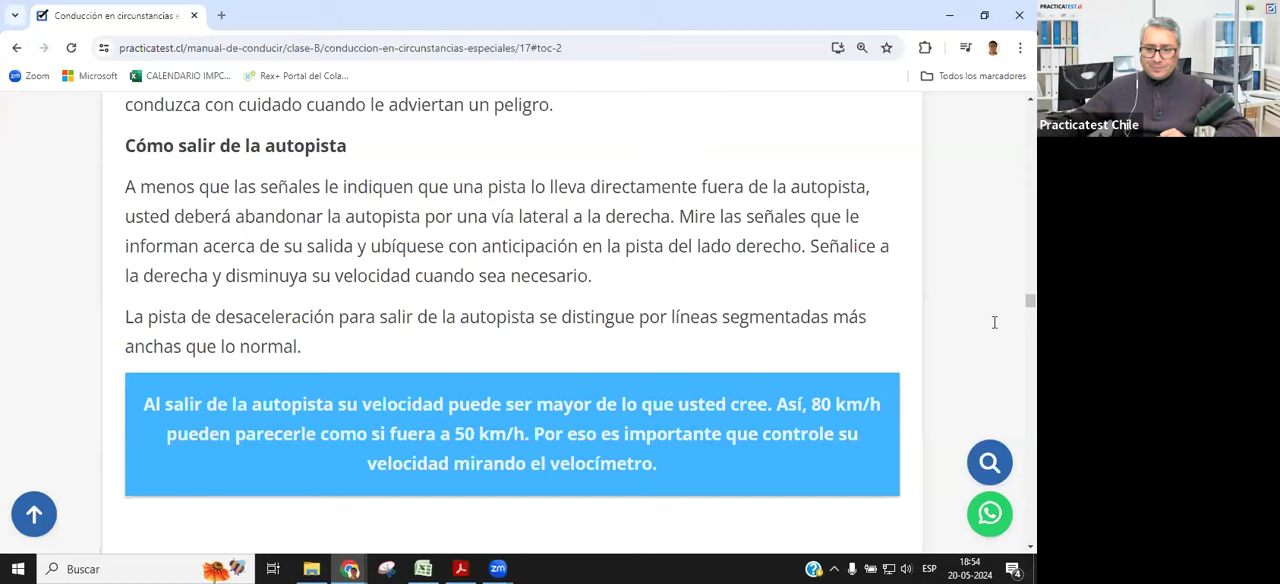 Conducción en circunstancias e
practicatest.cl/manual-de-conducir/clase-B/conduccion-en-circunstancias-especiales/17#toc-2
Zoom
Microsoft
CALENDARIO IMPC...
Rex+ Portal del Cola...
Todos los marcadores
PRACTICATEST.cl
Practicatest Chile
conduzca con cuidado cuando le adviertan un peligro.
Cómo salir de la autopista
A menos que las señales le indiquen que una pista lo lleva directamente fuera de la autopista,
usted deberá abandonar la autopista por una vía lateral a la derecha. Mire las señales que le
informan acerca de su salida y ubíquese con anticipación en la pista del lado derecho. Señalice a
la derecha y disminuya su velocidad cuando sea necesario.
La pista de desaceleración para salir de la autopista se distingue por líneas segmentadas más
anchas que lo normal.
Al salir de la autopista su velocidad puede ser mayor de lo que usted cree. Así, 80 km/h
pueden parecerle como si fuera a 50 km/h. Por eso es importante que controle su
velocidad mirando el velocímetro.
Buscar
zm
ESP
18:54
20-05-2024
4